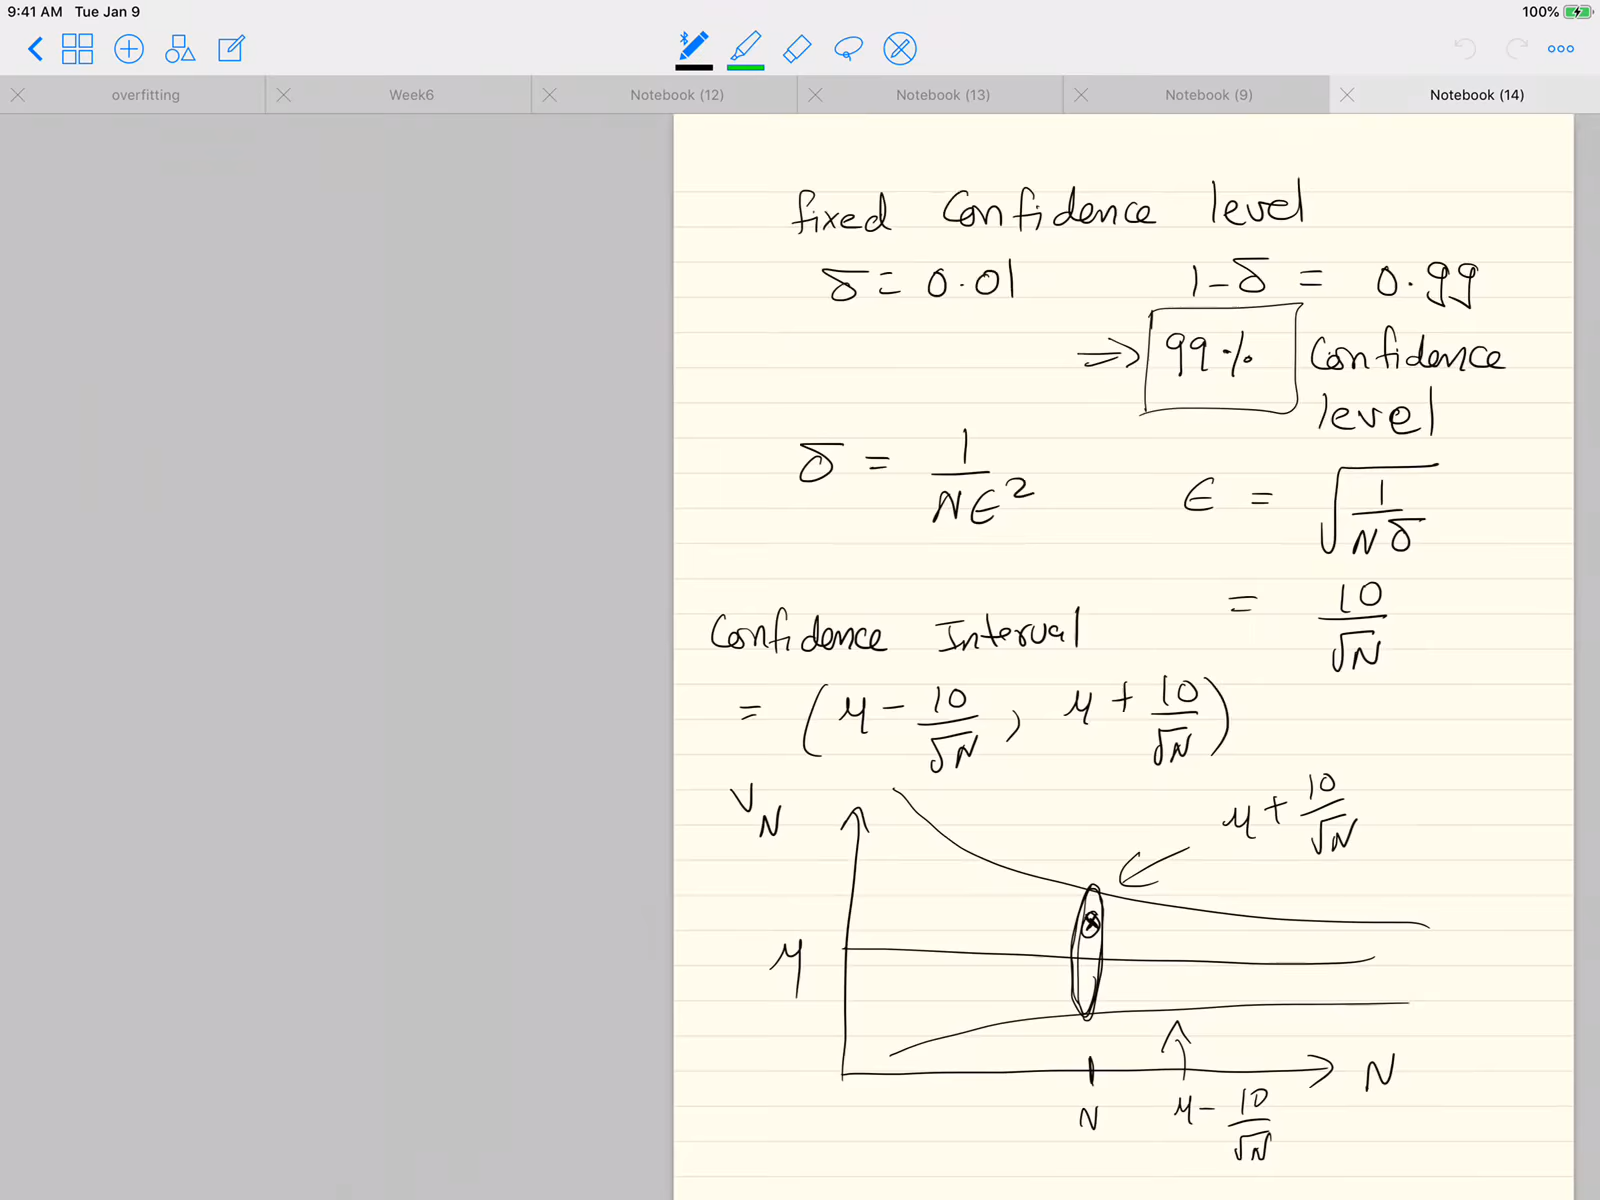 9:41 AM Tue Jan 9
100%
overfitting
Week6
Notebook (12)
Notebook (13)
Notebook (9)
Notebook (14)
fixed Confidence level
δ = 0.01 1-δ = 0.99
⇒ 99% Confidence
level
δ = 1/Nϵ² ϵ = √(1/Nδ)
= 10/√N
Confidence Interval
= (μ - 10/√N, μ + 10/√N)
V_N
μ + 10/√N
μ
N
N
μ - 10/√N